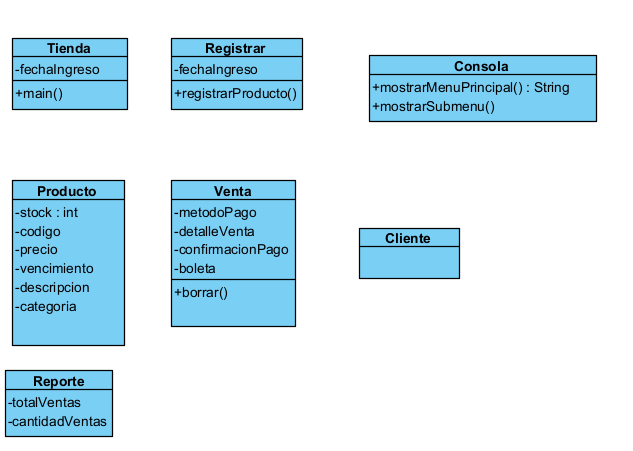 Tienda
-fechaIngreso
+main()
Registrar
-fechaIngreso
+registrarProducto()
Consola
+mostrarMenuPrincipal() : String
+mostrarSubmenu()
Producto
-stock : int
-codigo
-precio
-vencimiento
-descripcion
-categoria
Venta
-metodoPago
-detalleVenta
-confirmacionPago
-boleta
+borrar()
Cliente
Reporte
-totalVentas
-cantidadVentas